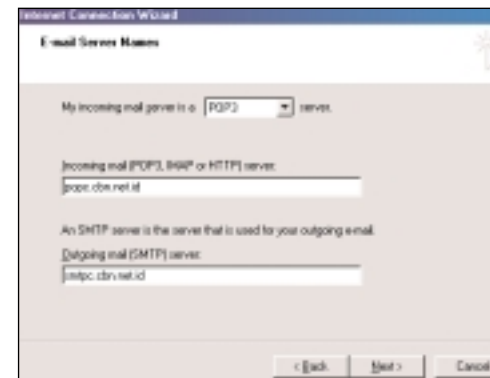 Internet Connection Wizard
E-mail Server Names
My incoming mail server is a POP3 server.
Incoming mail (POP3, IMAP or HTTP) server:
popc.cbn.net.id
An SMTP server is the server that is used for your outgoing e-mail.
Outgoing mail (SMTP) server:
smtpc.cbn.net.id
< Back Next > Cancel